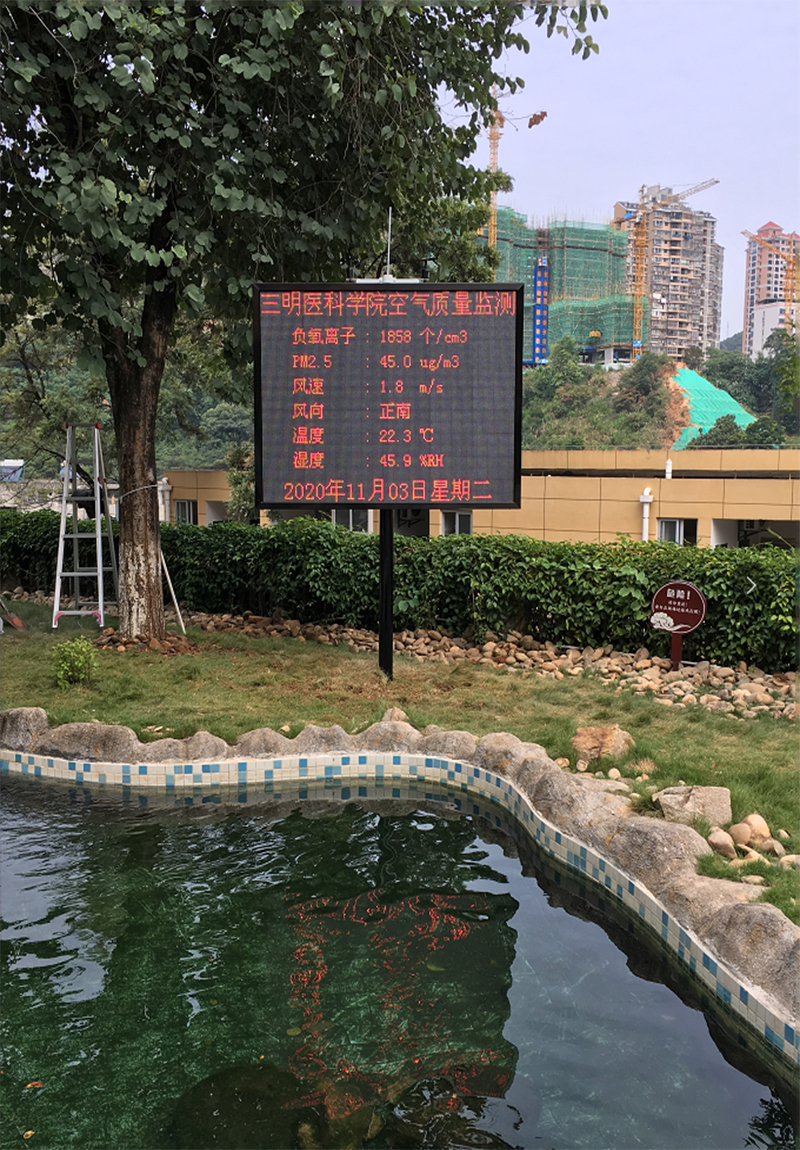 三明医科学院空气质量监测
负氧离子 : 1858 个/cm3
PM2.5 : 45.0 ug/m3
风速 : 1.8 m/s
风向 : 正南
温度 : 22.3 ℃
湿度 : 45.9 %RH
2020年11月03日星期二